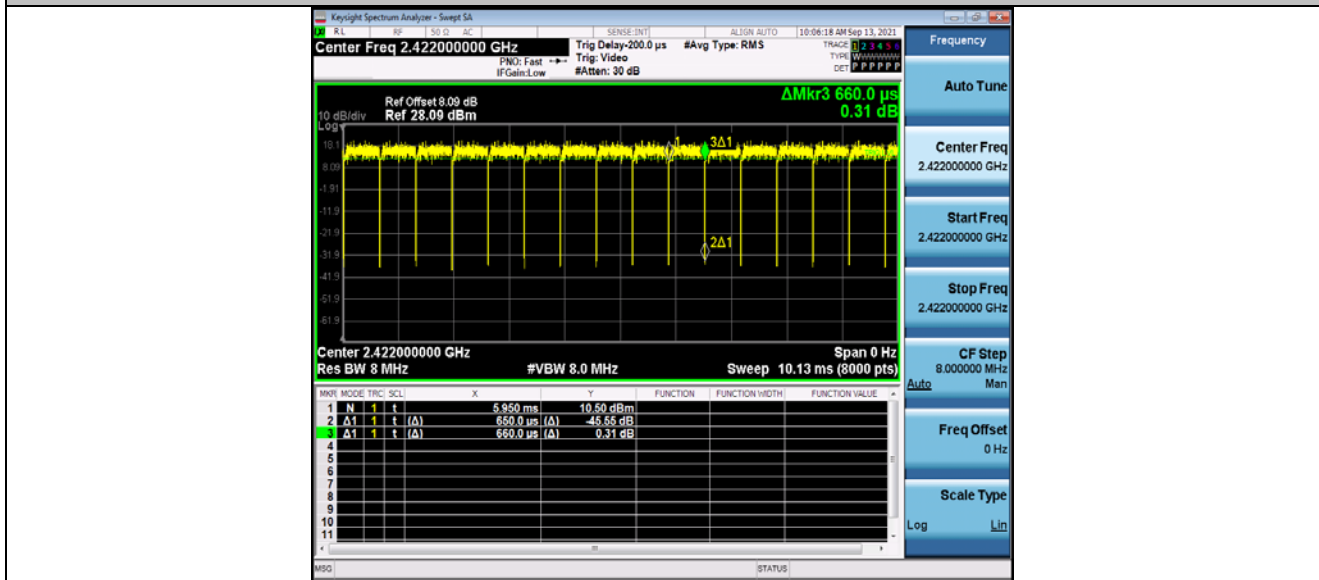 Keysight Spectrum Analyzer - Swept SA
RL RF 50 Ω AC SENSE:INT ALIGN AUTO 10:06:18 AM Sep 13, 2021
Center Freq 2.422000000 GHz
Trig Delay-200.0 µs #Avg Type: RMS
TRACE 1 2 3 4 5 6
PNO: Fast Trig: Video
TYPE WWWWWW
IFGain:Low #Atten: 30 dB
DET P P P P P P
ΔMkr3 660.0 µs
0.31 dB
Ref Offset 8.09 dB
10 dB/div Ref 28.09 dBm
Log
18.1
8.09
-1.91
-11.9
-21.9
-31.9
-41.9
-51.9
-61.9
1
3Δ1
2Δ1
Center 2.422000000 GHz Span 0 Hz
Res BW 8 MHz #VBW 8.0 MHz Sweep 10.13 ms (8000 pts)
MKR MODE TRC SCL X Y FUNCTION FUNCTION WIDTH FUNCTION VALUE
1 N 1 t 5.950 ms 10.50 dBm
2 Δ1 1 t (Δ) 650.0 µs (Δ) -45.55 dB
3 Δ1 1 t (Δ) 660.0 µs (Δ) 0.31 dB
4
5
6
7
8
9
10
11
MSG STATUS
Frequency
Auto Tune
Center Freq
2.422000000 GHz
Start Freq
2.422000000 GHz
Stop Freq
2.422000000 GHz
CF Step
8.000000 MHz
Auto Man
Freq Offset
0 Hz
Scale Type
Log Lin